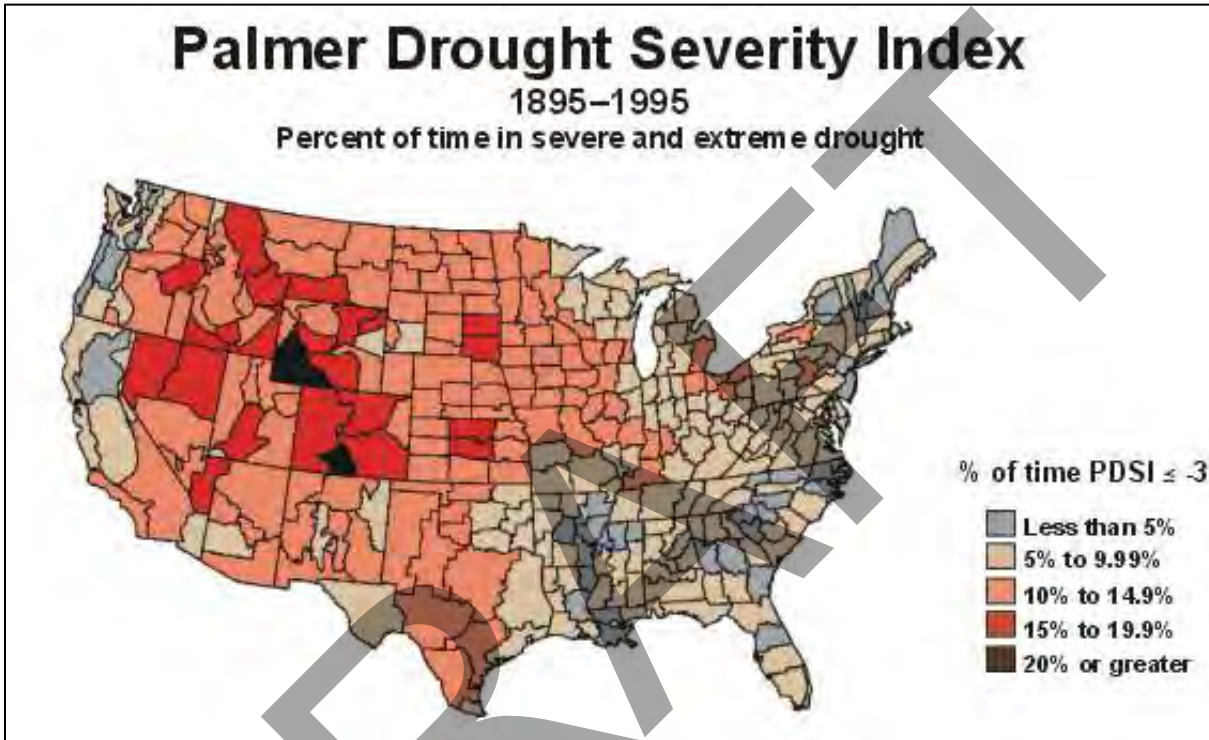 Palmer Drought Severity Index
1895–1995
Percent of time in severe and extreme drought
% of time PDSI ≤ -3
Less than 5%
5% to 9.99%
10% to 14.9%
15% to 19.9%
20% or greater
DRAFT